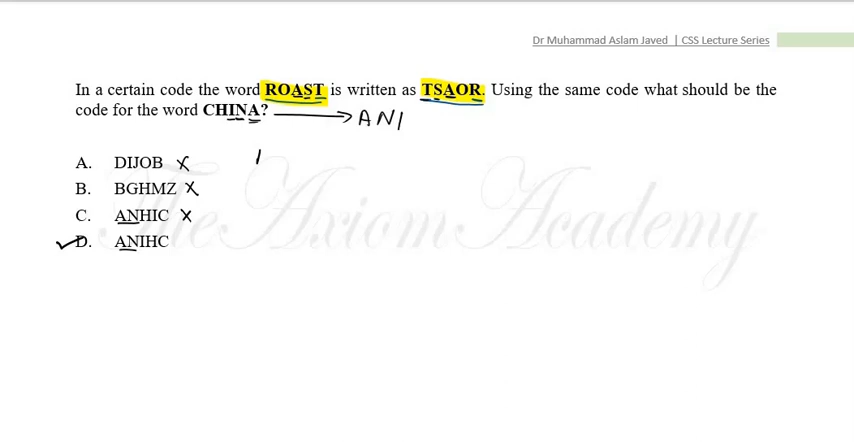 Dr Muhammad Aslam Javed | CSS Lecture Series
In a certain code the word ROAST is written as TSAOR. Using the same code what should be the
code for the word CHINA? → ANI
A. DIJOB X
B. BGHMZ X
C. ANHIC X
D. ANIHC
The Axiom Academy